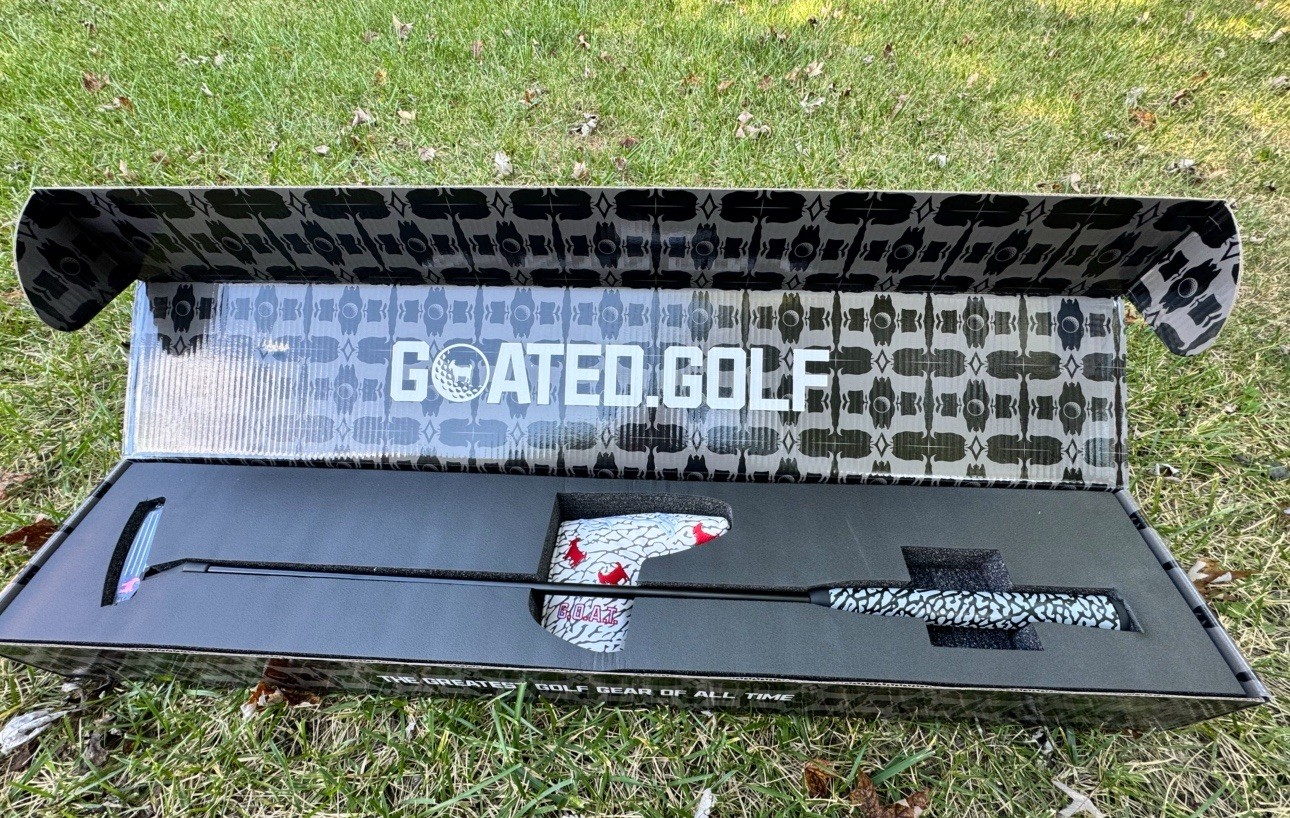 GOATED.GOLF
G.O.A.T.
THE GREATEST GOLF GEAR OF ALL TIME